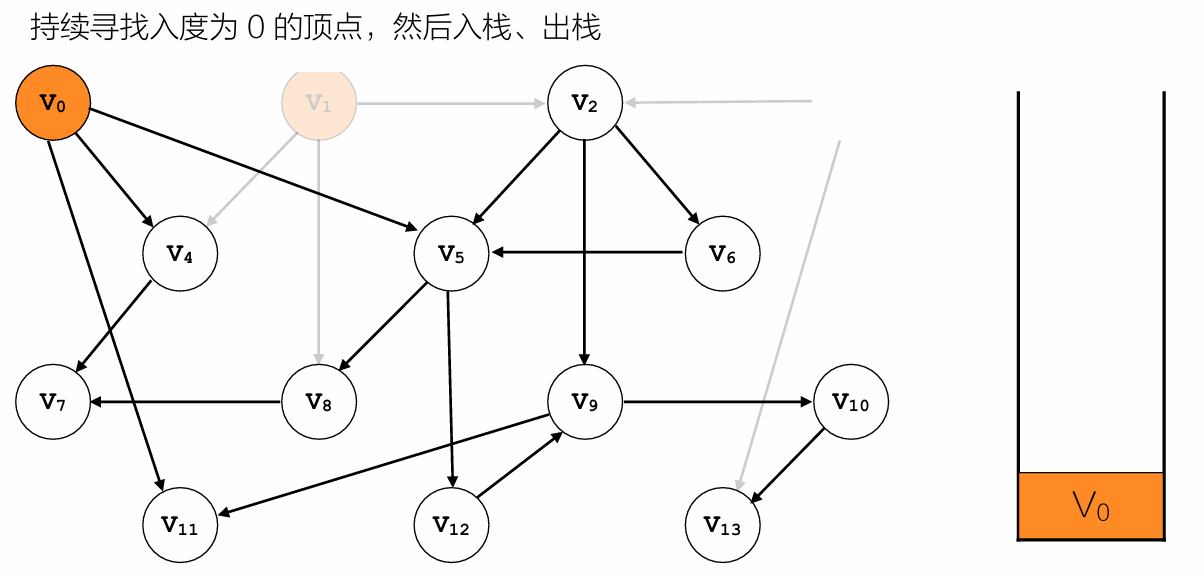 持续寻找入度为 0 的顶点，然后入栈、出栈
V₀ V₁ V₂
V₄ V₅ V₆
V₇ V₈ V₉ V₁₀
V₀
V₁₁ V₁₂ V₁₃